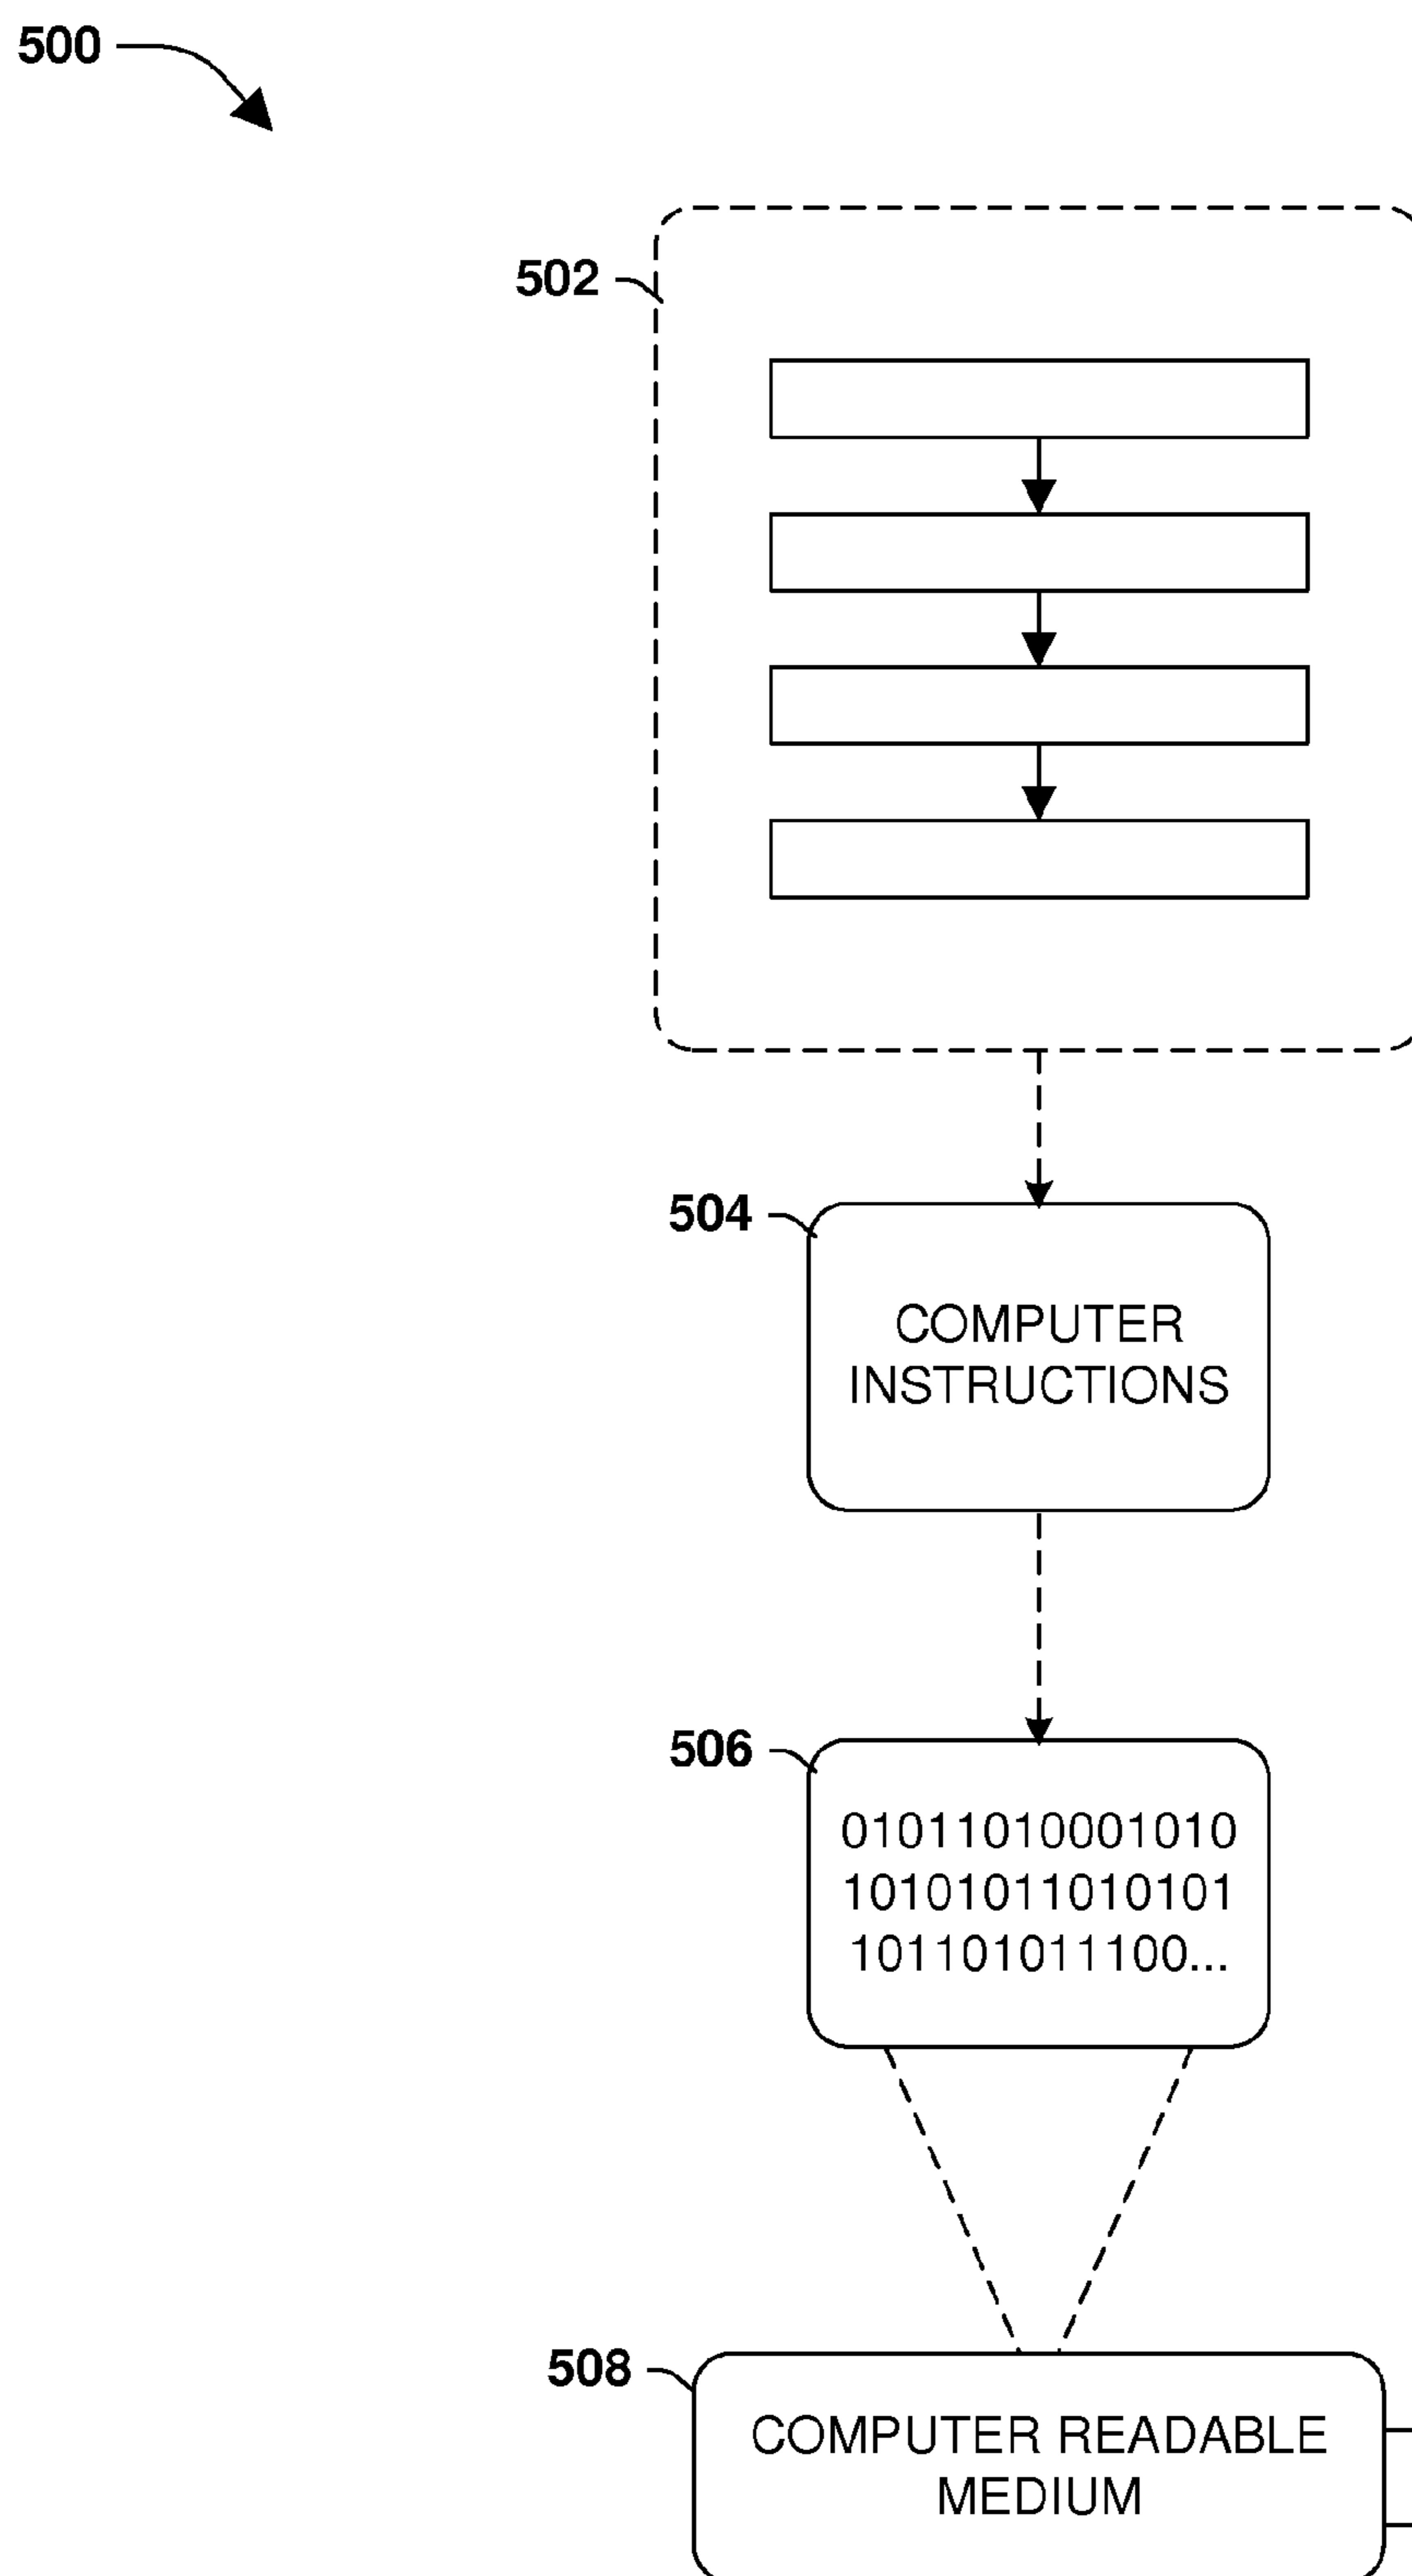 500
502
504
COMPUTER
INSTRUCTIONS
506
01011010001010
10101011010101
101101011100...
508
COMPUTER READABLE
MEDIUM